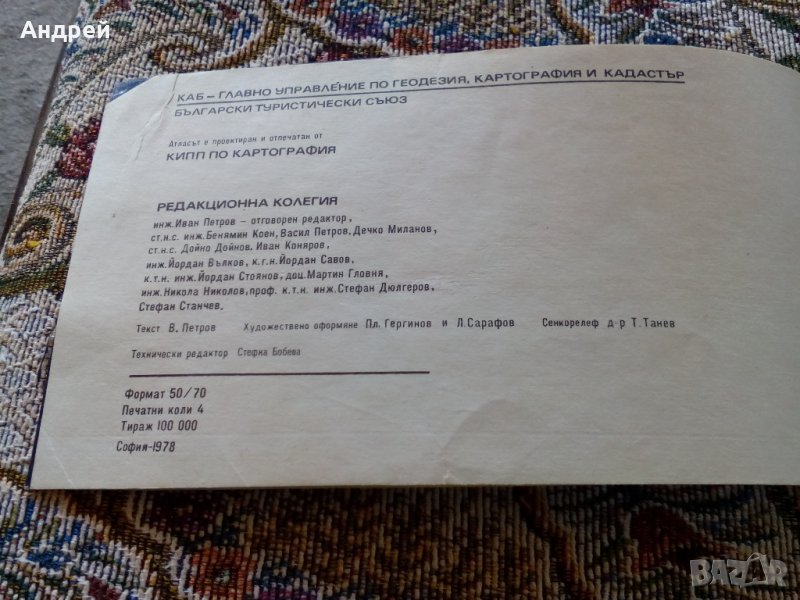 Андрей
КАБ – ГЛАВНО УПРАВЛЕНИЕ ПО ГЕОДЕЗИЯ, КАРТОГРАФИЯ И КАДАСТЪР
БЪЛГАРСКИ ТУРИСТИЧЕСКИ СЪЮЗ
Атласът е проектиран и отпечатан от
КИПП ПО КАРТОГРАФИЯ
РЕДАКЦИОННА КОЛЕГИЯ
инж.Иван Петров – отговорен редактор,
ст.н.с. инж.Бенямин Коен, Васил Петров, Дечко Миланов,
ст.н.с. Дойно Дойнов, Иван Коняров,
инж.Йордан Вълков, к.г.н.Йордан Савов,
к.т.н. инж.Йордан Стоянов, доц.Мартин Гловня,
инж.Никола Николов, проф. к.т.н. инж.Стефан Дюлгеров,
Стефан Станчев.
Текст В.Петров Художествено оформяне Пл.Гергинов и Л.Сарафов Сенкорелеф д-р Т.Танев
Технически редактор Стефка Бобева
Формат 50/70
Печатни коли 4
Тираж 100 000
София–1978
BAZAR